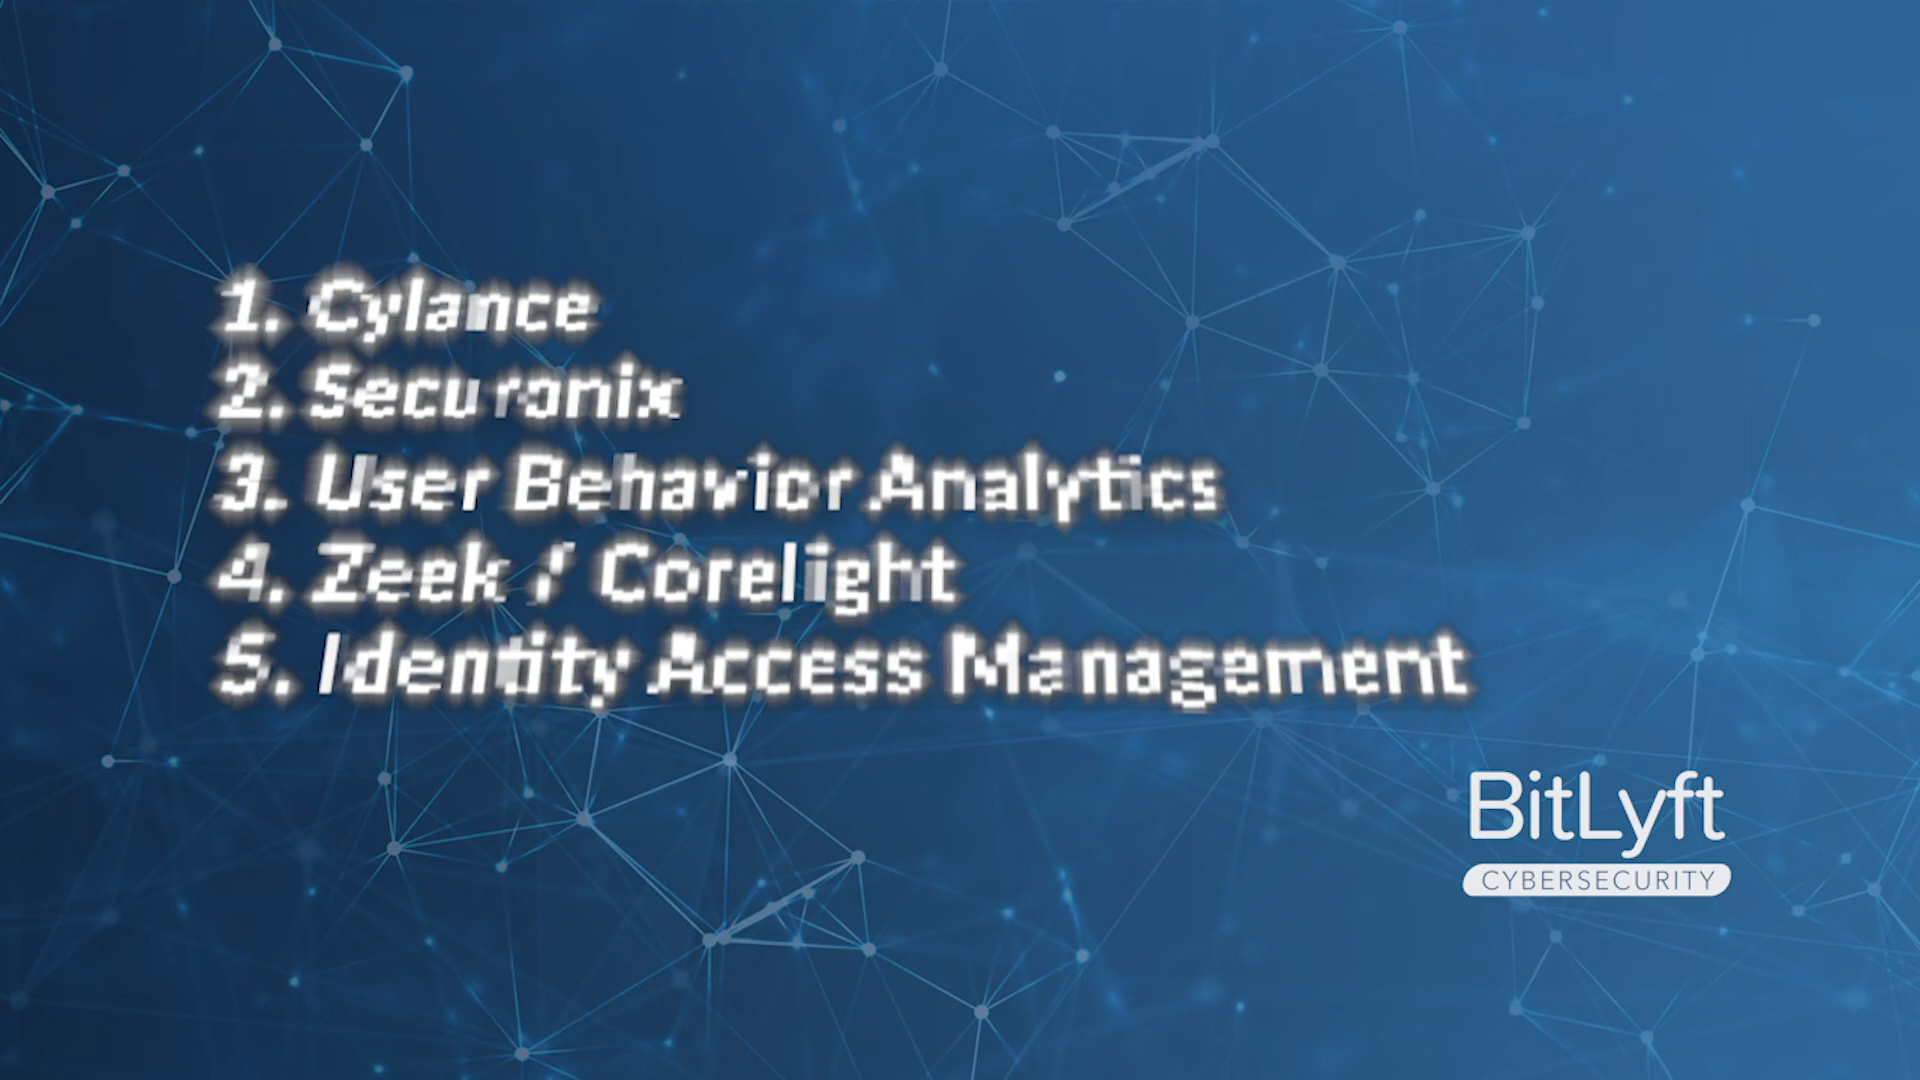 1. Cylance
2. Securonix
3. User Behavior Analytics
4. Zeek / Corelight
5. Identity Access Management
BitLyft
CYBERSECURITY